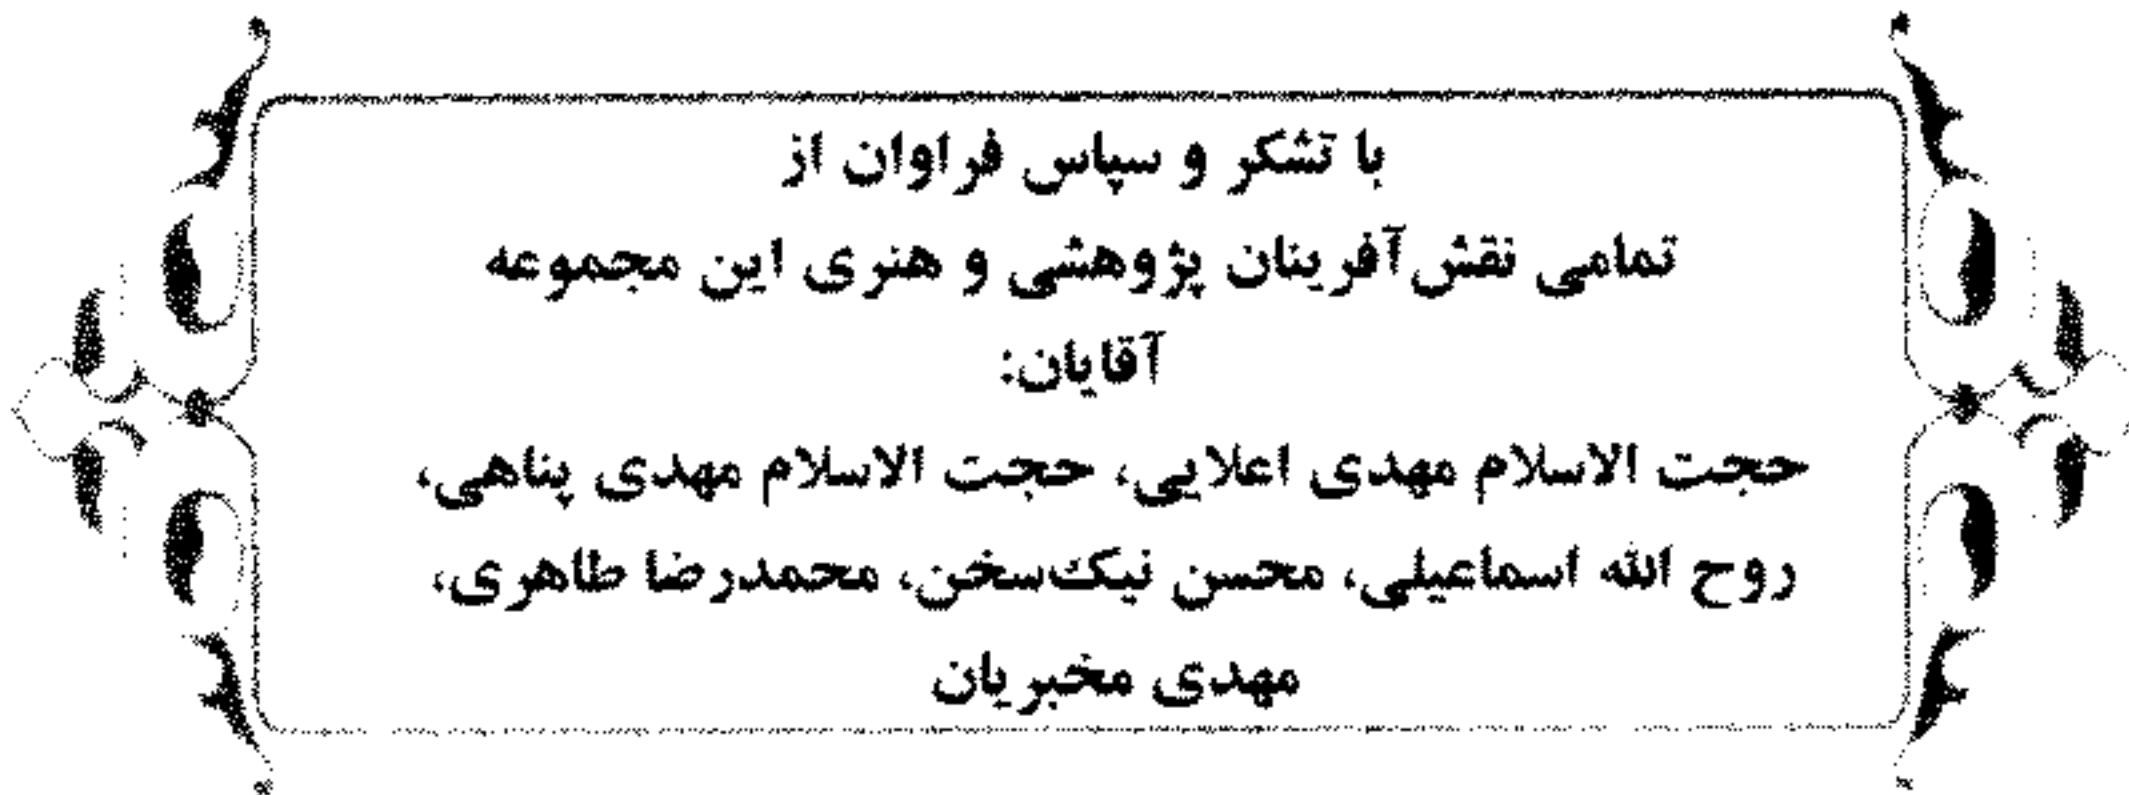 با تشکر و سپاس فراوان از
تمامی نقش‌آفرینان پژوهشی و هنری این مجموعه
آقایان:
حجت الاسلام مهدی اعلایی، حجت الاسلام مهدی پناهی،
روح الله اسماعیلی، محسن نیک‌سخن، محمدرضا طاهری،
مهدی مخبریان